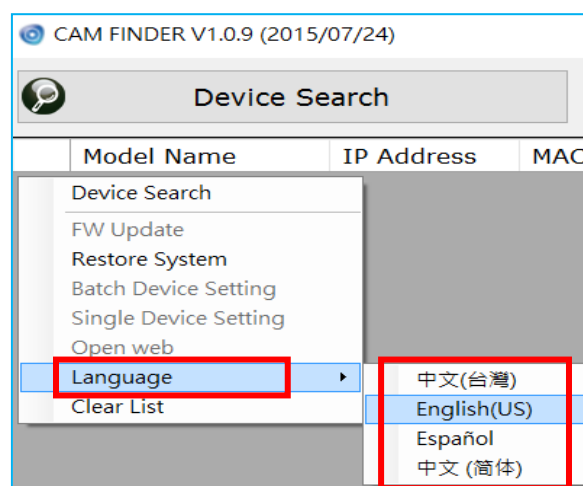 CAM FINDER V1.0.9 (2015/07/24)
Device Search
Model Name IP Address MAC
Device Search
FW Update
Restore System
Batch Device Setting
Single Device Setting
Open web
Language
Clear List
中文(台灣)
English(US)
Español
中文 (简体)